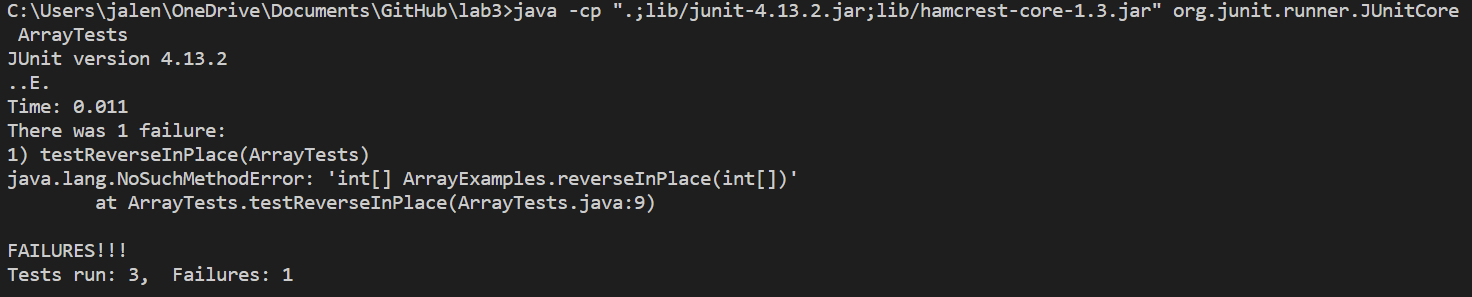 C:\Users\jalen\OneDrive\Documents\GitHub\lab3>java -cp ".;lib/junit-4.13.2.jar;lib/hamcrest-core-1.3.jar" org.junit.runner.JUnitCore
 ArrayTests
JUnit version 4.13.2
..E.
Time: 0.011
There was 1 failure:
1) testReverseInPlace(ArrayTests)
java.lang.NoSuchMethodError: 'int[] ArrayExamples.reverseInPlace(int[])'
        at ArrayTests.testReverseInPlace(ArrayTests.java:9)

FAILURES!!!
Tests run: 3,  Failures: 1